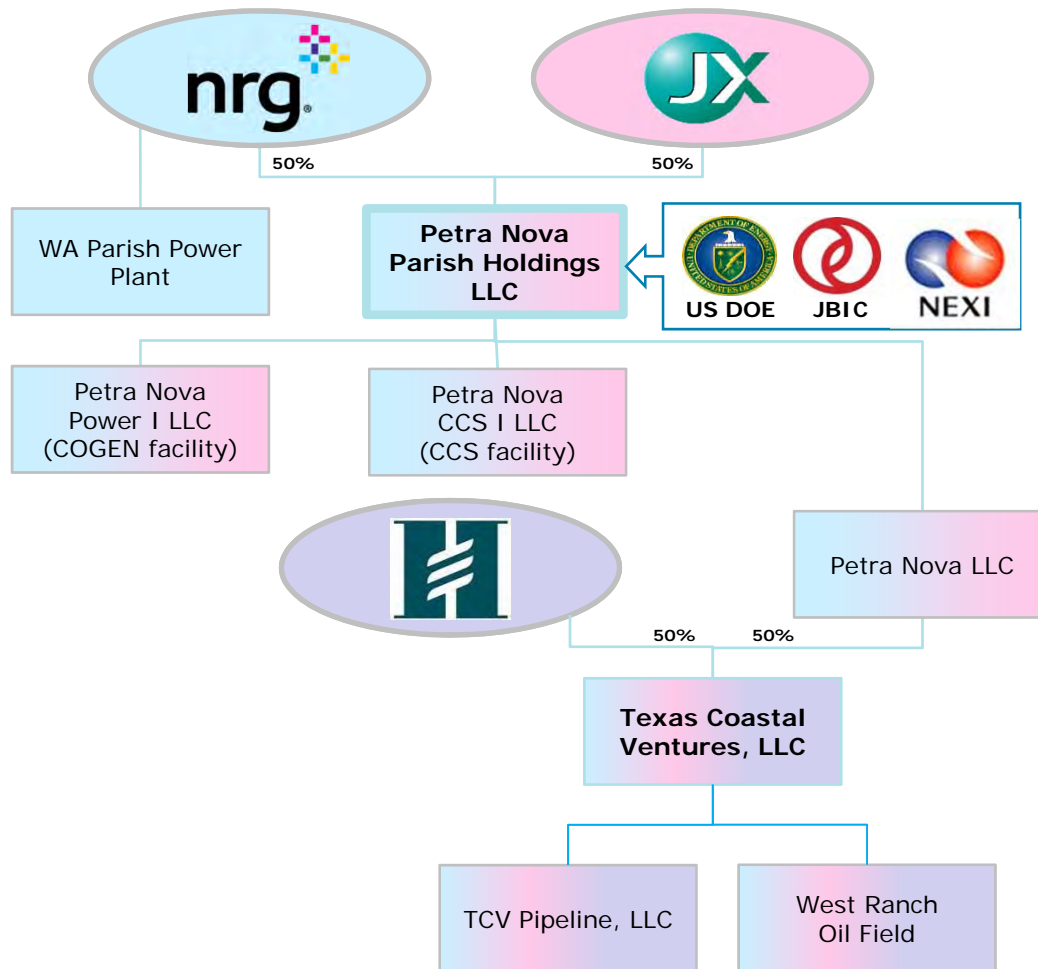 nrg®
JX
50%
50%
WA Parish Power
Plant
Petra Nova
Parish Holdings
LLC
US DOE
JBIC
NEXI
Petra Nova
Power I LLC
(COGEN facility)
Petra Nova
CCS I LLC
(CCS facility)
H
Petra Nova LLC
50%
50%
Texas Coastal
Ventures, LLC
TCV Pipeline, LLC
West Ranch
Oil Field